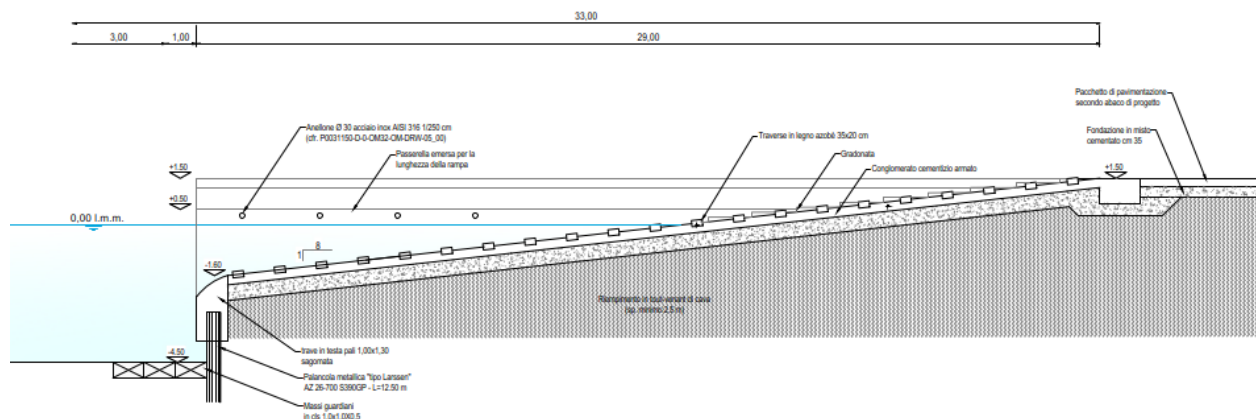 33,00
3,00
1,00
29,00
Pacchetto di pavimentazione
secondo abaco di progetto
Anellone Ø 30 acciaio inox AISI 316 1/250 cm
(cfr. P0031150-D-0-OM32-OM-DRW-05_00)
Traverse in legno azobé 35x20 cm
Fondazione in misto
cementato cm 35
Passerella emersa per la
lunghezza della rampa
Gradonata
Conglomerato cementizio armato
+1.50
+1.50
+0.50
0,00 l.m.m.
8
1
-1.60
Riempimento in tout-venant di cava
(sp. minimo 2,5 m)
trave in testa pali 1,00x1,30
sagomata
-4.50
Palancola metallica "tipo Larssen"
AZ 26-700 S390GP - L=12.50 m
Massi guardiani
in cls 1,0x1,0X0,5